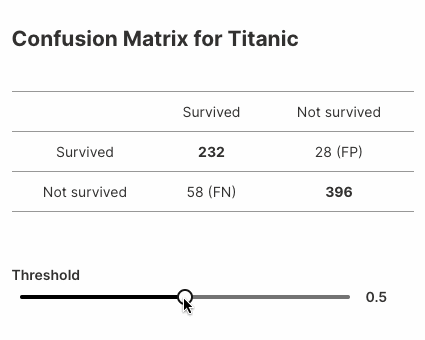 Confusion Matrix for Titanic
Survived Not survived
Survived 232 28 (FP)
Not survived 58 (FN) 396
Threshold
0.5